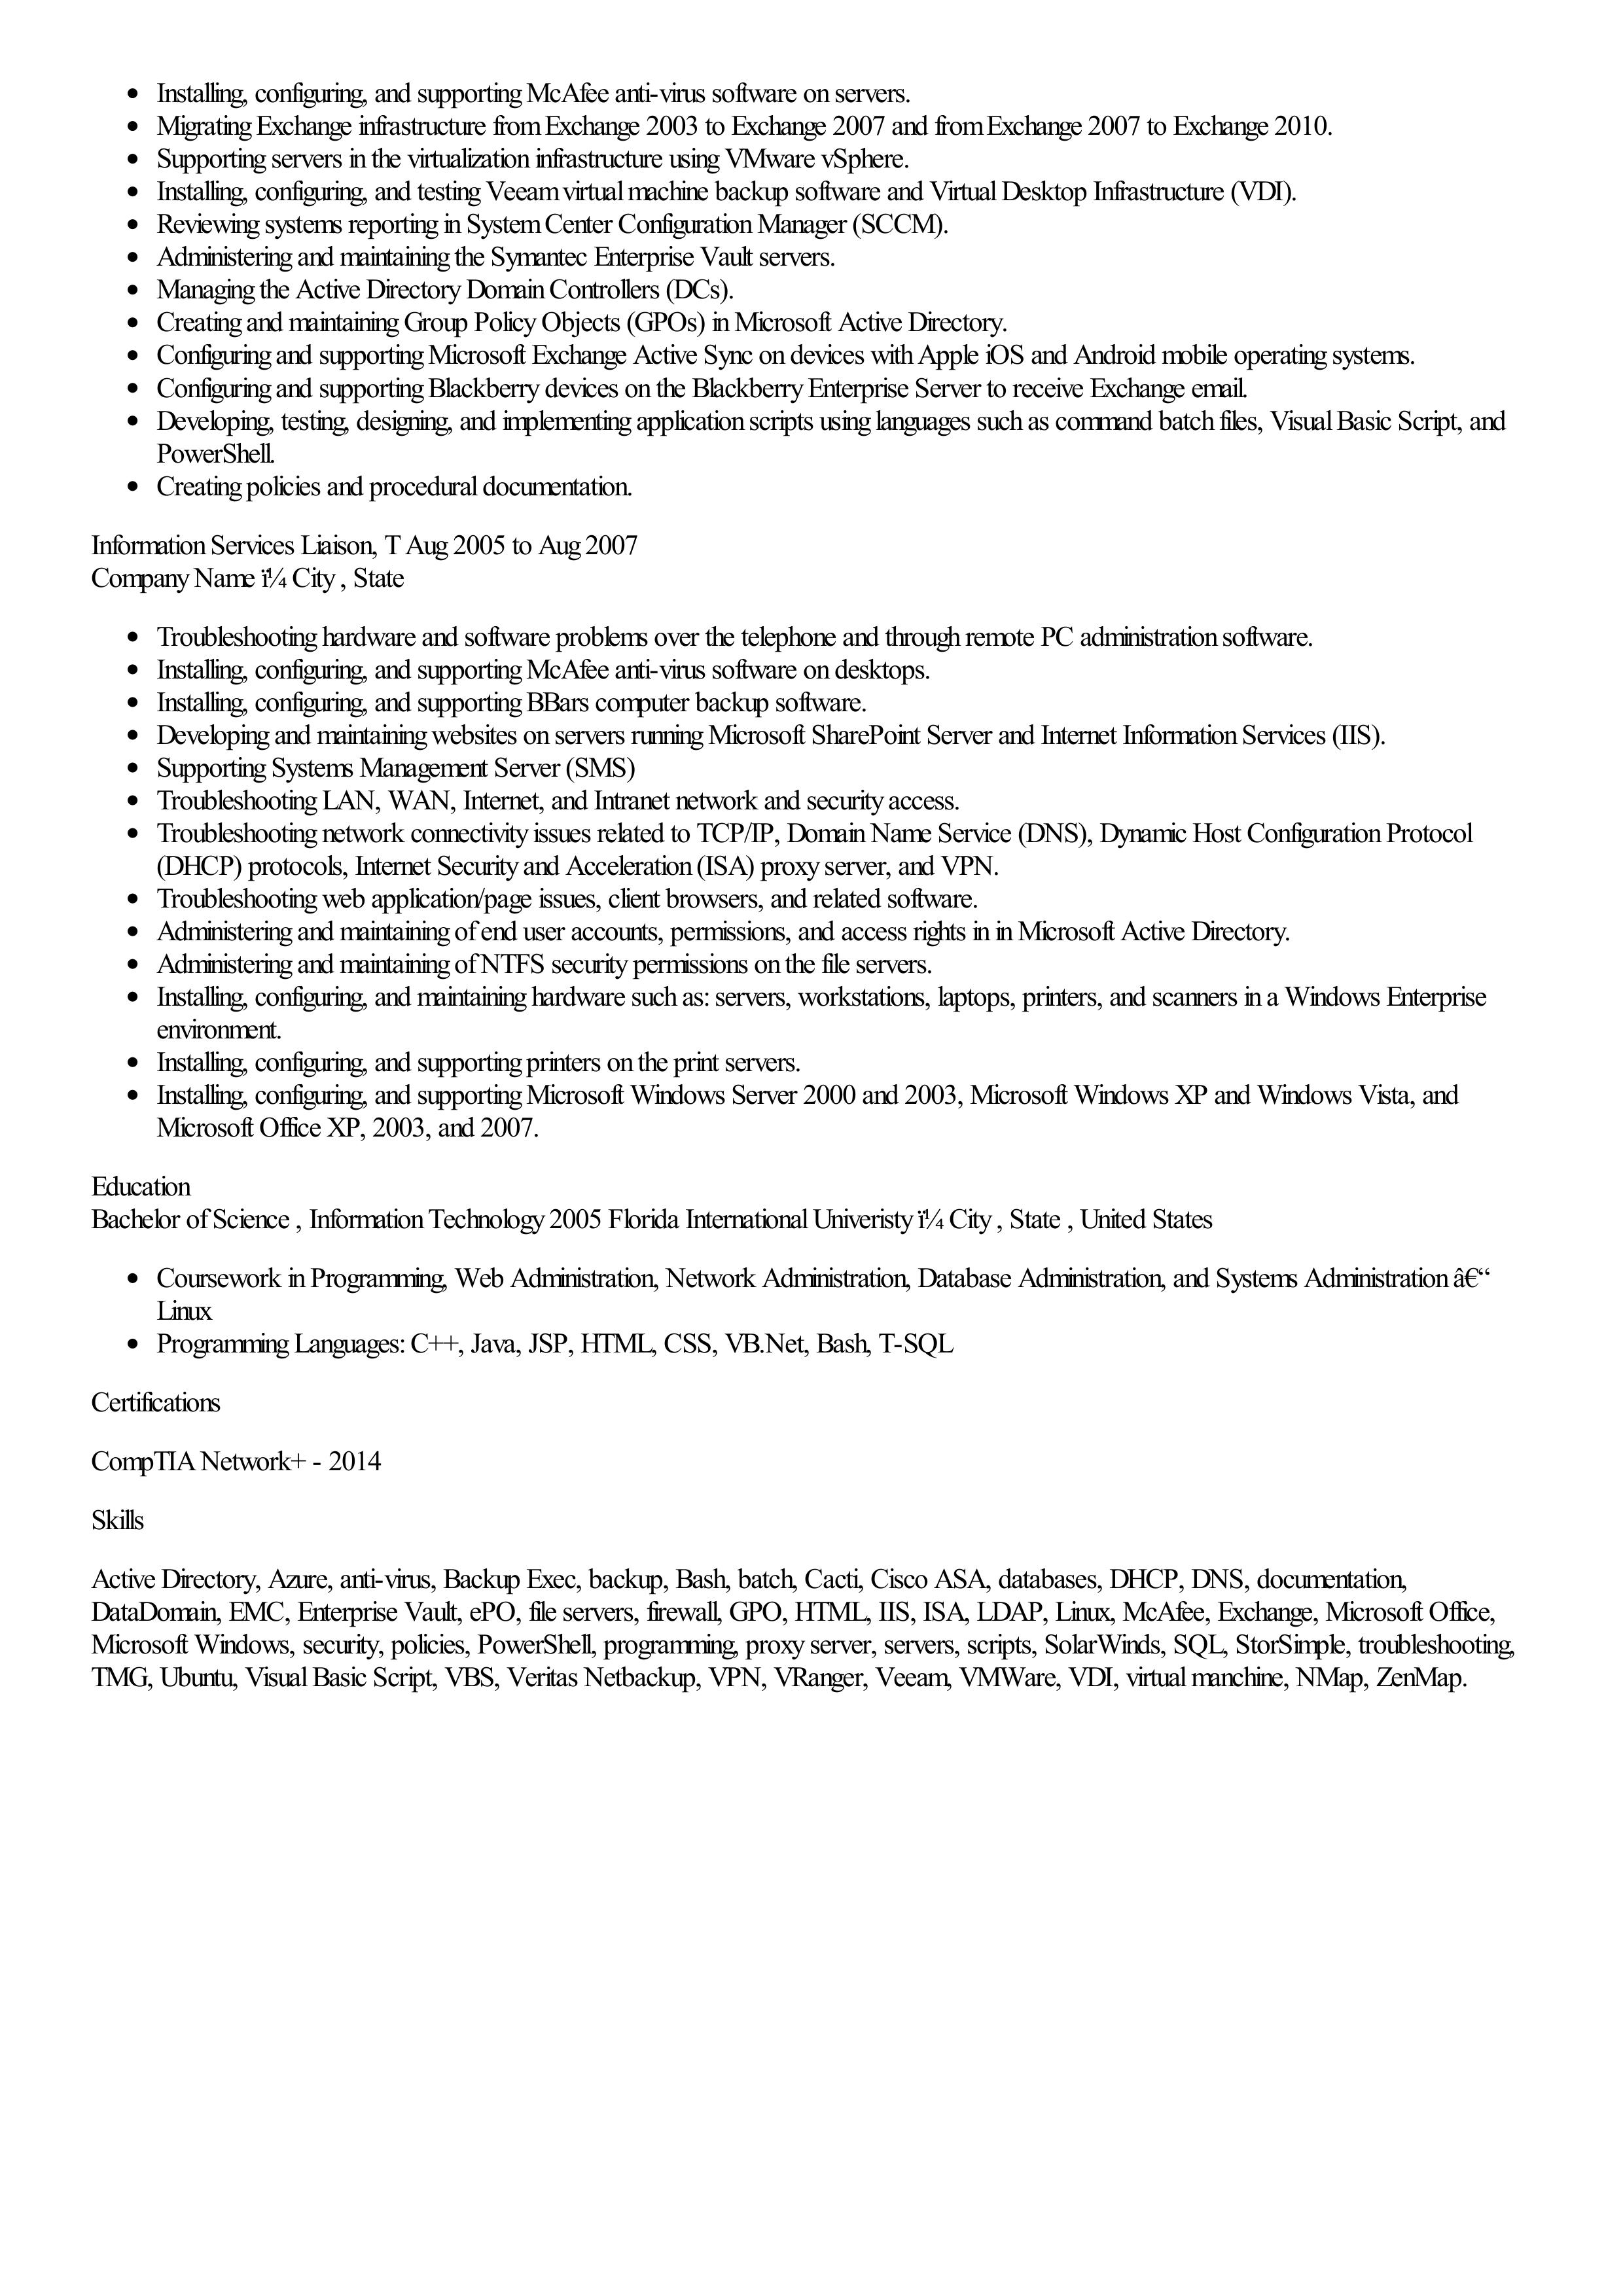 Installing, configuring, and supporting McAfee anti-virus software on servers.
Migrating Exchange infrastructure from Exchange 2003 to Exchange 2007 and from Exchange 2007 to Exchange 2010.
Supporting servers in the virtualization infrastructure using VMware vSphere.
Installing, configuring, and testing Veeam virtual machine backup software and Virtual Desktop Infrastructure (VDI).
Reviewing systems reporting in System Center Configuration Manager (SCCM).
Administering and maintaining the Symantec Enterprise Vault servers.
Managing the Active Directory Domain Controllers (DCs).
Creating and maintaining Group Policy Objects (GPOs) in Microsoft Active Directory.
Configuring and supporting Microsoft Exchange Active Sync on devices with Apple iOS and Android mobile operating systems.
Configuring and supporting Blackberry devices on the Blackberry Enterprise Server to receive Exchange email.
Developing, testing, designing, and implementing application scripts using languages such as command batch files, Visual Basic Script, and
PowerShell.
Creating policies and procedural documentation.
Information Services Liaison, T Aug 2005 to Aug 2007
Company Name ï¼ City , State
Troubleshooting hardware and software problems over the telephone and through remote PC administration software.
Installing, configuring, and supporting McAfee anti-virus software on desktops.
Installing, configuring, and supporting BBars computer backup software.
Developing and maintaining websites on servers running Microsoft SharePoint Server and Internet Information Services (IIS).
Supporting Systems Management Server (SMS)
Troubleshooting LAN, WAN, Internet, and Intranet network and security access.
Troubleshooting network connectivity issues related to TCP/IP, Domain Name Service (DNS), Dynamic Host Configuration Protocol
(DHCP) protocols, Internet Security and Acceleration (ISA) proxy server, and VPN.
Troubleshooting web application/page issues, client browsers, and related software.
Administering and maintaining of end user accounts, permissions, and access rights in in Microsoft Active Directory.
Administering and maintaining of NTFS security permissions on the file servers.
Installing, configuring, and maintaining hardware such as: servers, workstations, laptops, printers, and scanners in a Windows Enterprise
environment.
Installing, configuring, and supporting printers on the print servers.
Installing, configuring, and supporting Microsoft Windows Server 2000 and 2003, Microsoft Windows XP and Windows Vista, and
Microsoft Office XP, 2003, and 2007.
Education
Bachelor of Science , Information Technology 2005 Florida International Univeristy ï¼ City , State , United States
Coursework in Programming, Web Administration, Network Administration, Database Administration, and Systems Administration â€“
Linux
Programming Languages: C++, Java, JSP, HTML, CSS, VB.Net, Bash, T-SQL
Certifications
CompTIA Network+ - 2014
Skills
Active Directory, Azure, anti-virus, Backup Exec, backup, Bash, batch, Cacti, Cisco ASA, databases, DHCP, DNS, documentation,
DataDomain, EMC, Enterprise Vault, ePO, file servers, firewall, GPO, HTML, IIS, ISA, LDAP, Linux, McAfee, Exchange, Microsoft Office,
Microsoft Windows, security, policies, PowerShell, programming, proxy server, servers, scripts, SolarWinds, SQL, StorSimple, troubleshooting,
TMG, Ubuntu, Visual Basic Script, VBS, Veritas Netbackup, VPN, VRanger, Veeam, VMWare, VDI, virtual manchine, NMap, ZenMap.